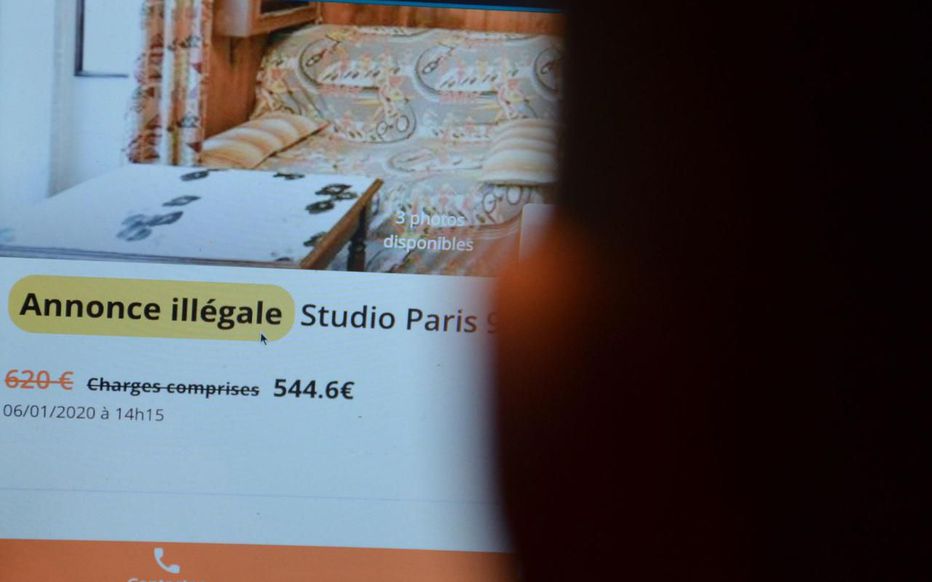 3 photos
disponibles
Annonce illégale Studio Paris
620 € Charges comprises 544.6€
06/01/2020 à 14h15